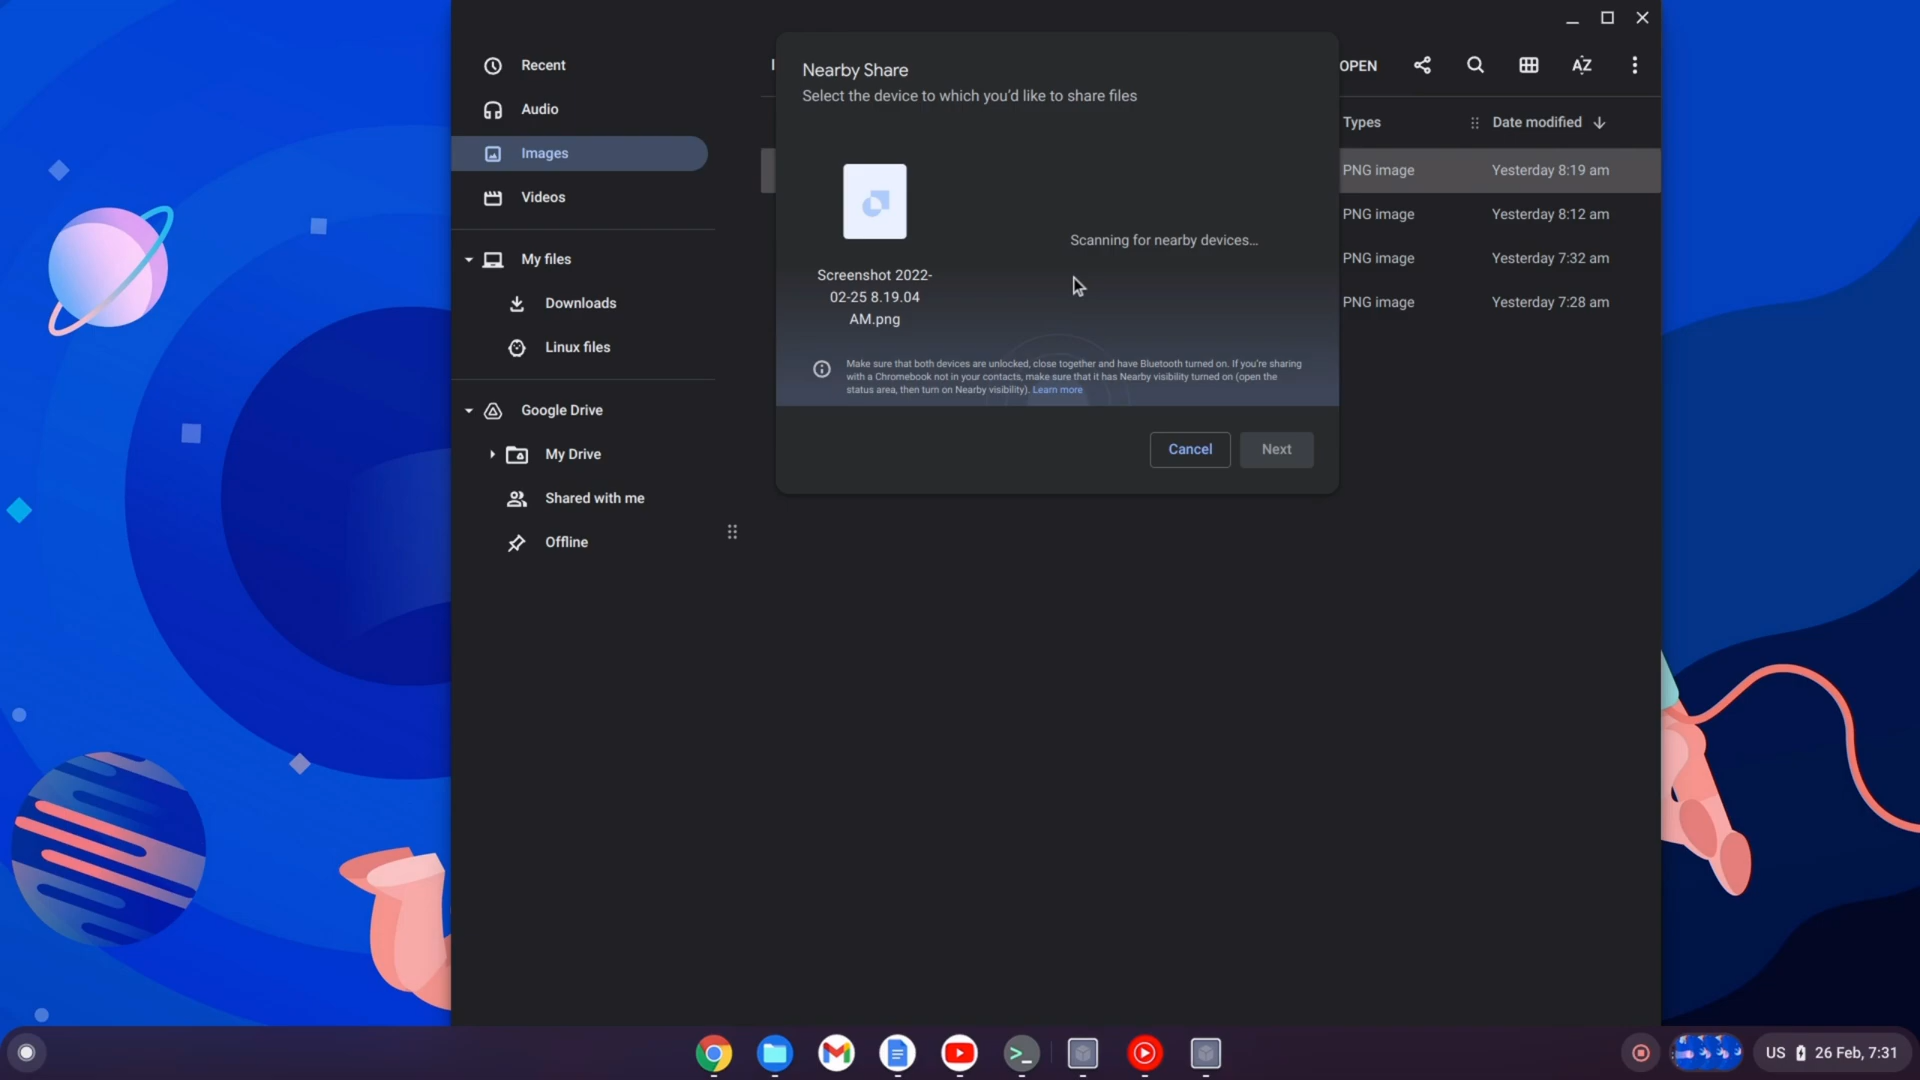 Recent
Audio
Images
Videos
My files
Downloads
Linux files
Google Drive
My Drive
Shared with me
Offline
Nearby Share
Select the device to which you'd like to share files
Screenshot 2022-
02-25 8.19.04
AM.png
Scanning for nearby devices...
Make sure that both devices are unlocked, close together and have Bluetooth turned on. If you're sharing
with a Chromebook not in your contacts, make sure that it has Nearby visibility turned on (open the
status area, then turn on Nearby visibility). Learn more
Cancel
Next
OPEN
AZ
Types
Date modified
PNG image
Yesterday 8:19 am
PNG image
Yesterday 8:12 am
PNG image
Yesterday 7:32 am
PNG image
Yesterday 7:28 am
US
26 Feb, 7:31